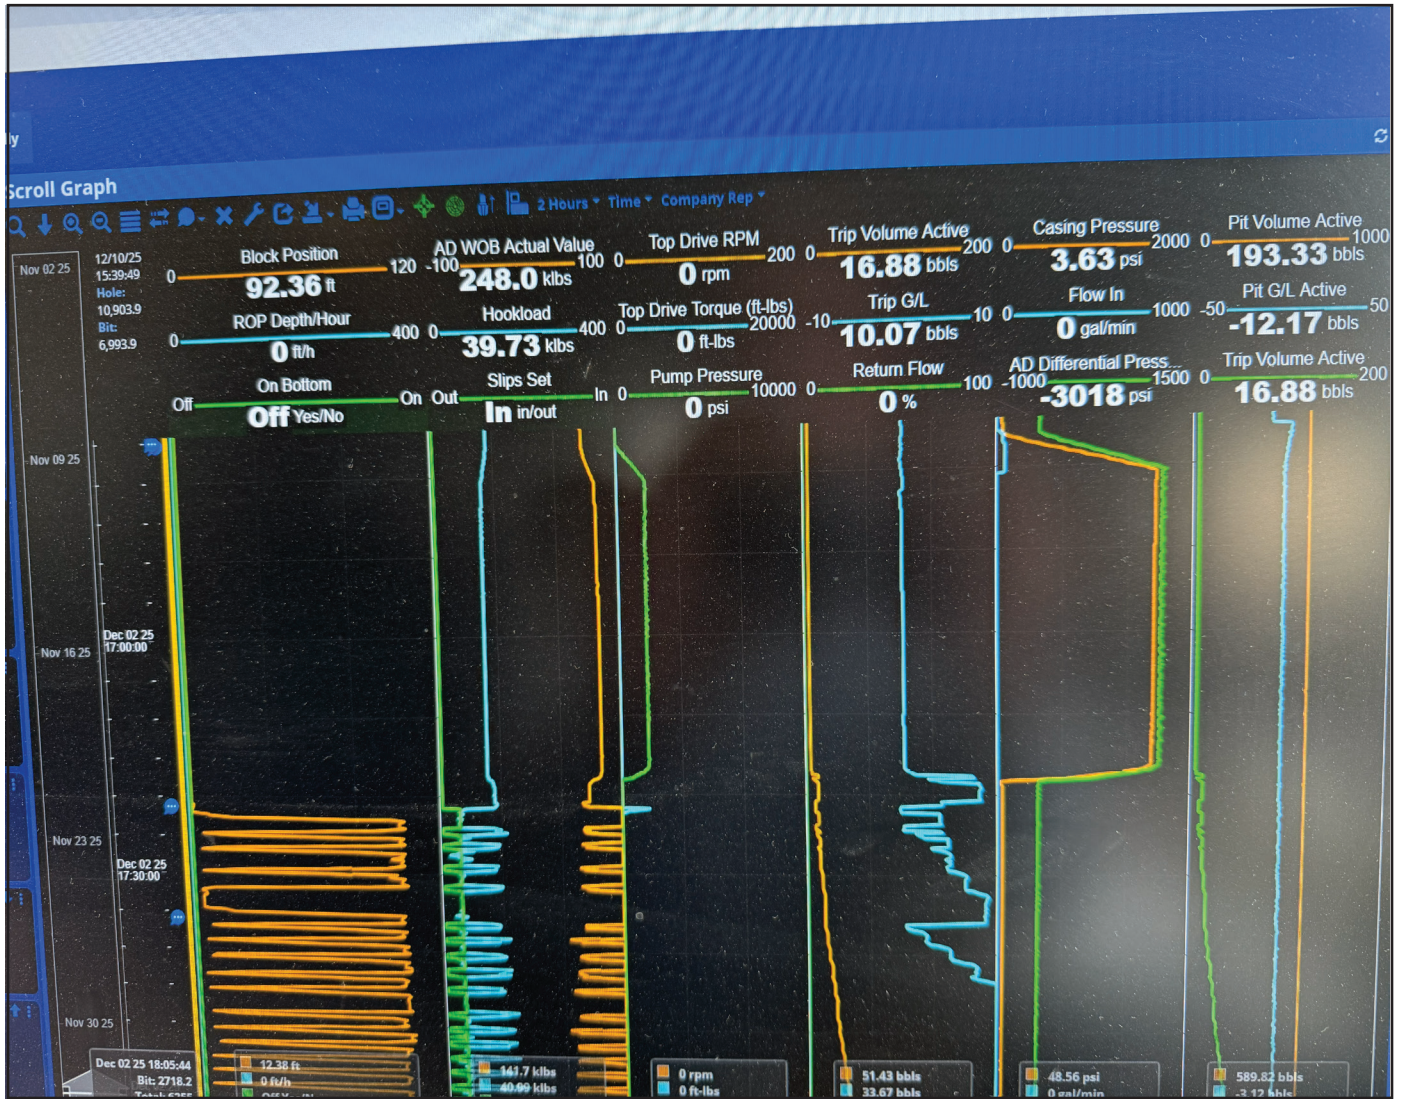 ly
Scroll Graph
2 Hours Time Company Rep
Nov 02 25
12/10/25
15:39:49
Hole:
10,903.9
Bit:
6,993.9
Block Position
0 120
92.36 ft
ROP Depth/Hour
0 400
0 ft/h
On Bottom
Off On
Off Yes/No
AD WOB Actual Value
-100 100
248.0 klbs
Hookload
0 400
39.73 klbs
Slips Set
Out In
In in/out
Top Drive RPM
0 200
0 rpm
Top Drive Torque (ft-lbs)
0 20000
0 ft-lbs
Pump Pressure
0 10000
0 psi
Trip Volume Active
0 200
16.88 bbls
Trip G/L
-10 10
10.07 bbls
Return Flow
0 100
0 %
Casing Pressure
0 2000
3.63 psi
Flow In
0 1000
0 gal/min
AD Differential Press...
-1000 1500
-3018 psi
Pit Volume Active
0 1000
193.33 bbls
Pit G/L Active
-50 50
-12.17 bbls
Trip Volume Active
0 200
16.88 bbls
Nov 09 25
Dec 02 25
17:00:00
Nov 16 25
Nov 23 25
Dec 02 25
17:30:00
Nov 30 25
Dec 02 25 18:05:44
Bit: 2718.2
12.38 ft
0 ft/h
141.7 klbs
40.99 klbs
0 rpm
0 ft-lbs
51.43 bbls
33.67 bbls
48.56 psi
0 gal/min
589.82 bbls
-3.12 bbls